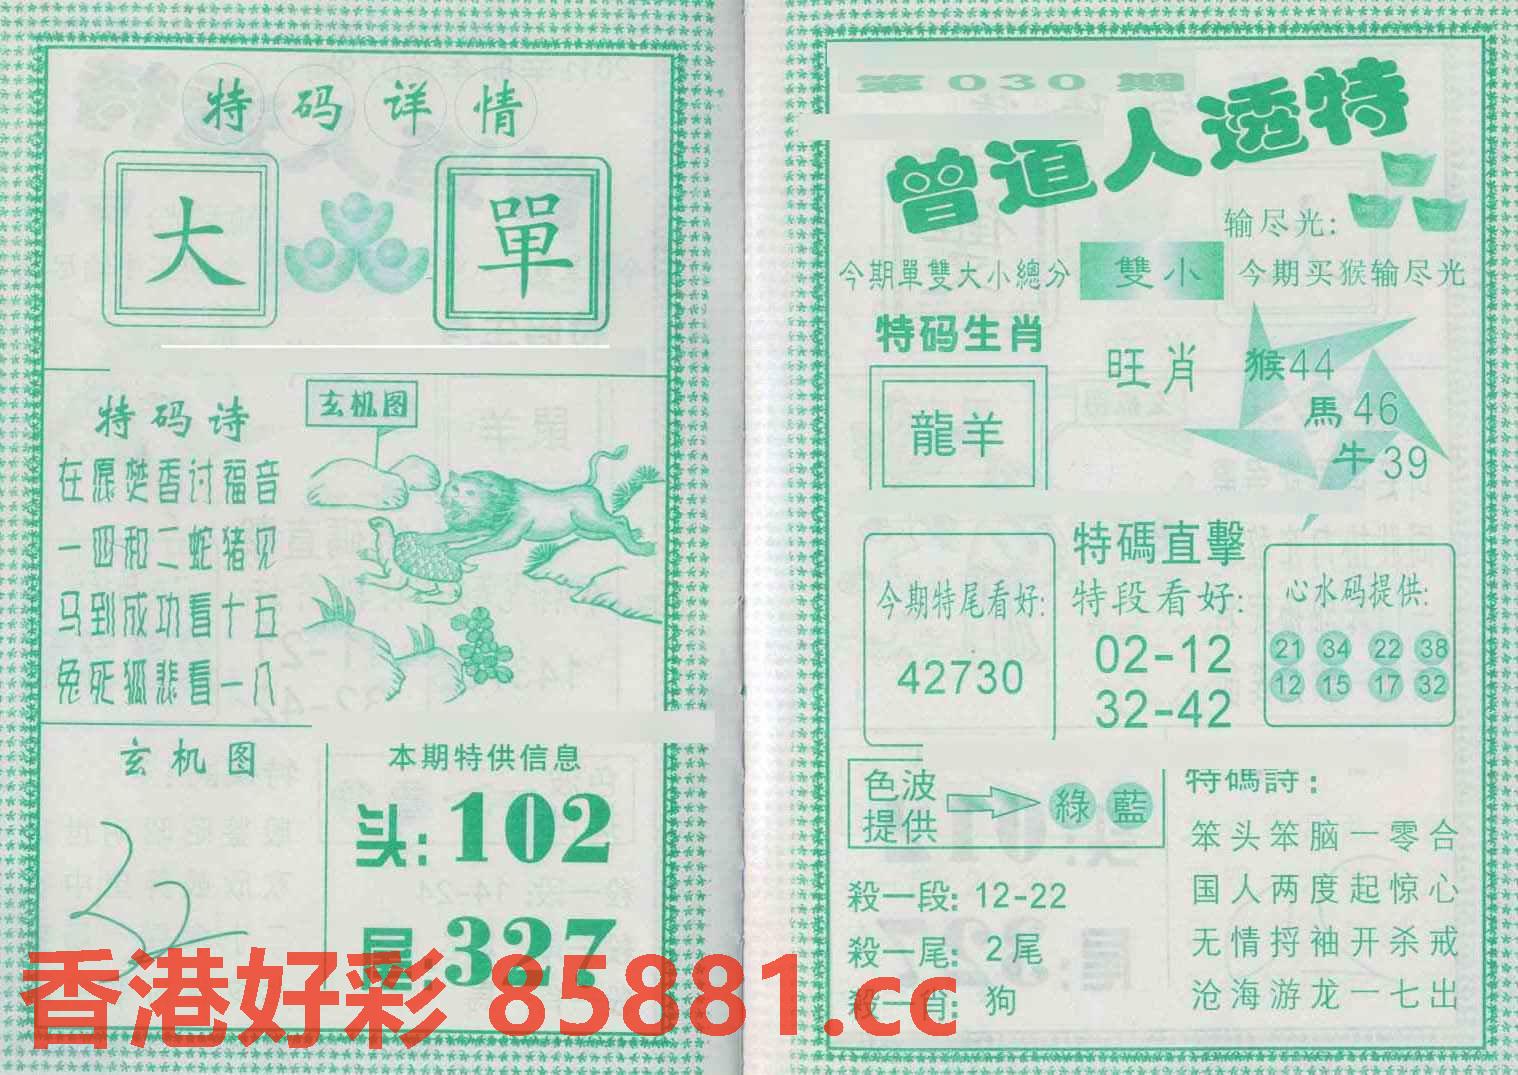 特码详情
大 單
特码诗
在愿焚香讨福音
一四和二蛇猪见
马到成功看十五
兔死狐悲看一八
玄机图
玄机图
本期特供信息
头:102
尾:327
第030期
曾道人透特
输尽光:
今期單雙大小總分 雙小
今期买猴输尽光
特码生肖
龍羊
旺肖
猴44
馬46
牛39
特碼直擊
今期特尾看好:
42730
特段看好:
02-12
32-42
心水码提供:
21 34 22 38
12 15 17 32
色波
提供
綠 藍
殺一段: 12-22
殺一尾: 2尾
殺一肖: 狗
特碼詩:
笨头笨脑一零合
国人两度起惊心
无情捋袖开杀戒
沧海游龙一七出
香港好彩 85881.cc